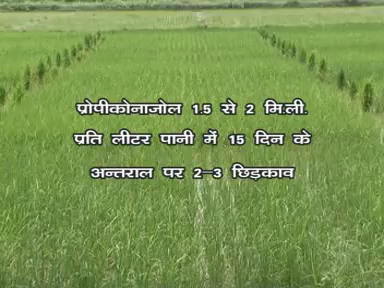 प्रोपीकोनाजोल 1.5 से 2 मि.ली.
प्रति लीटर पानी में 15 दिन के
अन्तराल पर 2-3 छिड़काव